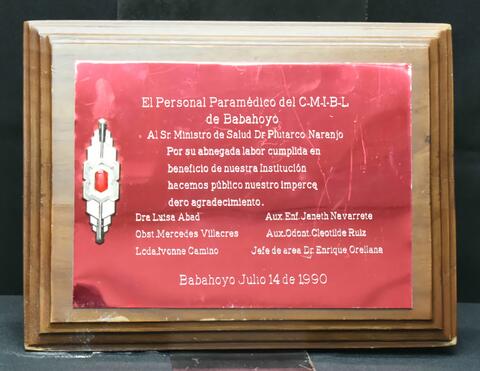 El Personal Paramédico del C-M-I-B-L
de Babahoyo
Al Sr. Ministro de Salud Dr Plutarco Naranjo
Por su abnegada labor cumplida en
beneficio de nuestra Institución
hacemos público nuestro imperce
dero agradecimiento.
Dra Luisa Abad Aux.Enf. Janeth Navarrete
Obst.Mercedes Villacres Aux.Odont.Cleotilde Ruiz
Lcda.Ivonne Camino Jefe de area Dr. Enrique Orellana
Babahoyo Julio 14 de 1990